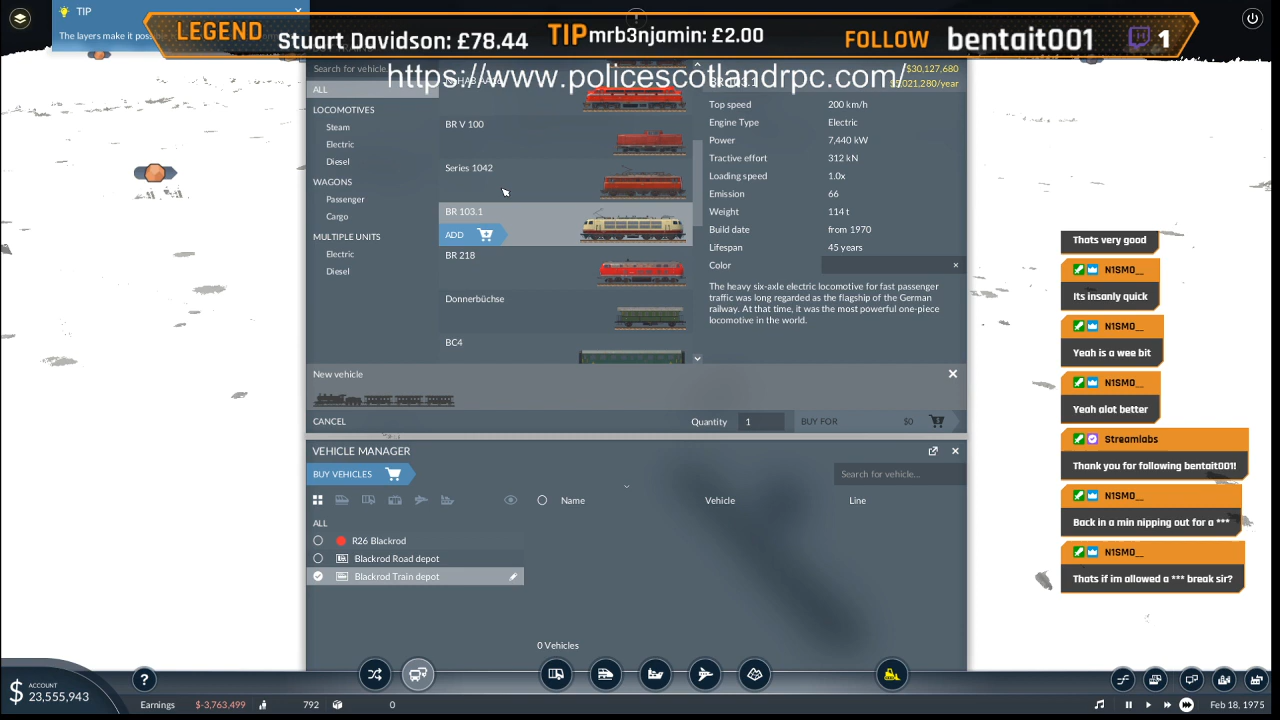 TIP
The layers make it poss
LEGEND Stuart Davidson: £78.44 TIP mrb3njamin: £2.00 FOLLOW bentait001 1
https://www.policescotlandrpc.com/
Search for vehicle.
$30,127,680
ALL
LOCOMOTIVES
Steam
Electric
Diesel
WAGONS
Passenger
Cargo
MULTIPLE UNITS
Electric
Diesel
BR V 100
Series 1042
BR 103.1
ADD
BR 218
Donnerbüchse
BC4
Top speed 200 km/h
Engine Type Electric
Power 7,440 kW
Tractive effort 312 kN
Loading speed 1.0x
Emission 66
Weight 114 t
Build date from 1970
Lifespan 45 years
Color
The heavy six-axle electric locomotive for fast passenger
traffic was long regarded as the flagship of the German
railway. At that time, it was the most powerful one-piece
locomotive in the world.
New vehicle
CANCEL Quantity 1 BUY FOR $0
VEHICLE MANAGER
BUY VEHICLES Search for vehicle...
Name Vehicle Line
ALL
R26 Blackrod
Blackrod Road depot
Blackrod Train depot
0 Vehicles
Thats very good
N1SMO__
Its insanly quick
N1SMO__
Yeah is a wee bit
N1SMO__
Yeah alot better
Streamlabs
Thank you for following bentait001!
N1SMO__
Back in a min nipping out for a ***
N1SMO__
Thats if im allowed a *** break sir?
$ ACCOUNT
23,555,943
?
Earnings $-3,763,499 792 0 Feb 18, 1975